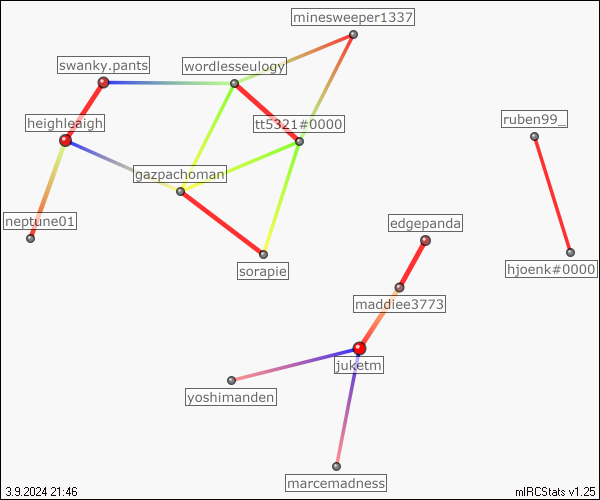 minesweeper1337
swanky.pants
wordlesseulogy
heighleaigh
tt5321#0000
ruben99_
gazpachoman
neptune01
edgepanda
sorapie
hjoenk#0000
maddiee3773
juketm
yoshimanden
marcemadness
3.9.2024 21:46
mIRCStats v1.25